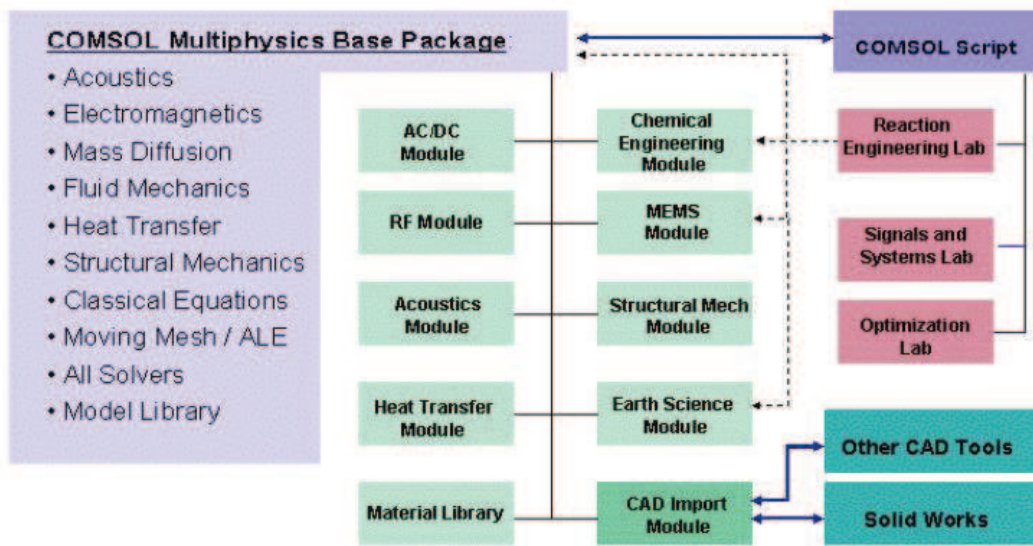 COMSOL Multiphysics Base Package
• Acoustics
• Electromagnetics
• Mass Diffusion
• Fluid Mechanics
• Heat Transfer
• Structural Mechanics
• Classical Equations
• Moving Mesh / ALE
• All Solvers
• Model Library
COMSOL Script
AC/DC
Module
Chemical
Engineering
Module
Reaction
Engineering Lab
RF Module
MEMS
Module
Signals and
Systems Lab
Acoustics
Module
Structural Mech
Module
Optimization
Lab
Heat Transfer
Module
Earth Science
Module
Other CAD Tools
Material Library
CAD Import
Module
Solid Works